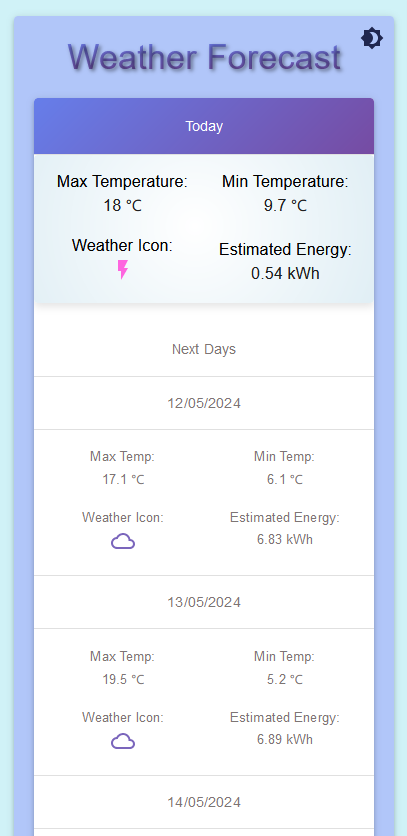 Weather Forecast
Today
Max Temperature: Min Temperature:
18 °C 9.7 °C
Weather Icon: Estimated Energy:
0.54 kWh
Next Days
12/05/2024
Max Temp: Min Temp:
17.1 °C 6.1 °C
Weather Icon: Estimated Energy:
6.83 kWh
13/05/2024
Max Temp: Min Temp:
19.5 °C 5.2 °C
Weather Icon: Estimated Energy:
6.89 kWh
14/05/2024